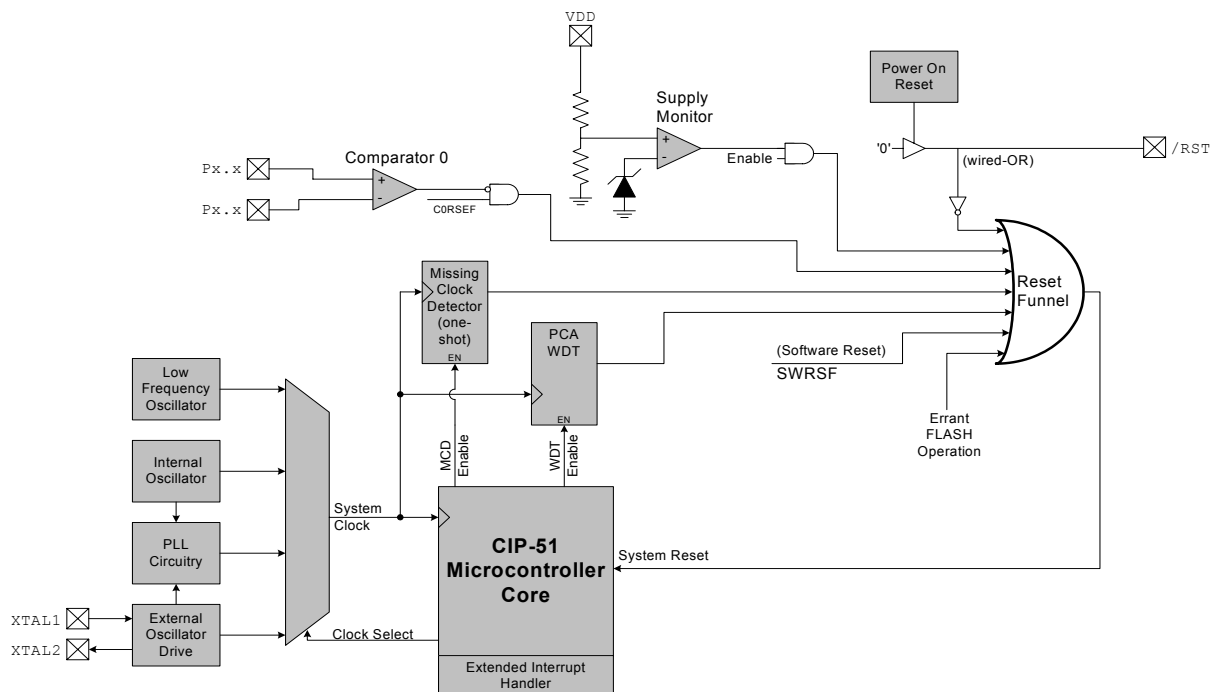 VDD
Power On
Reset
Supply
Monitor
+
-
Enable
'0'
(wired-OR)
/RST
Comparator 0
Px.x
+
-
Px.x
C0RSEF
Missing
Clock
Detector
(one-
shot)
EN
PCA
WDT
EN
Reset
Funnel
(Software Reset)
SWRSF
Errant
FLASH
Operation
Low
Frequency
Oscillator
Internal
Oscillator
PLL
Circuitry
XTAL1
XTAL2
External
Oscillator
Drive
System
Clock
Clock Select
MCD
Enable
WDT
Enable
CIP-51
Microcontroller
Core
System Reset
Extended Interrupt
Handler